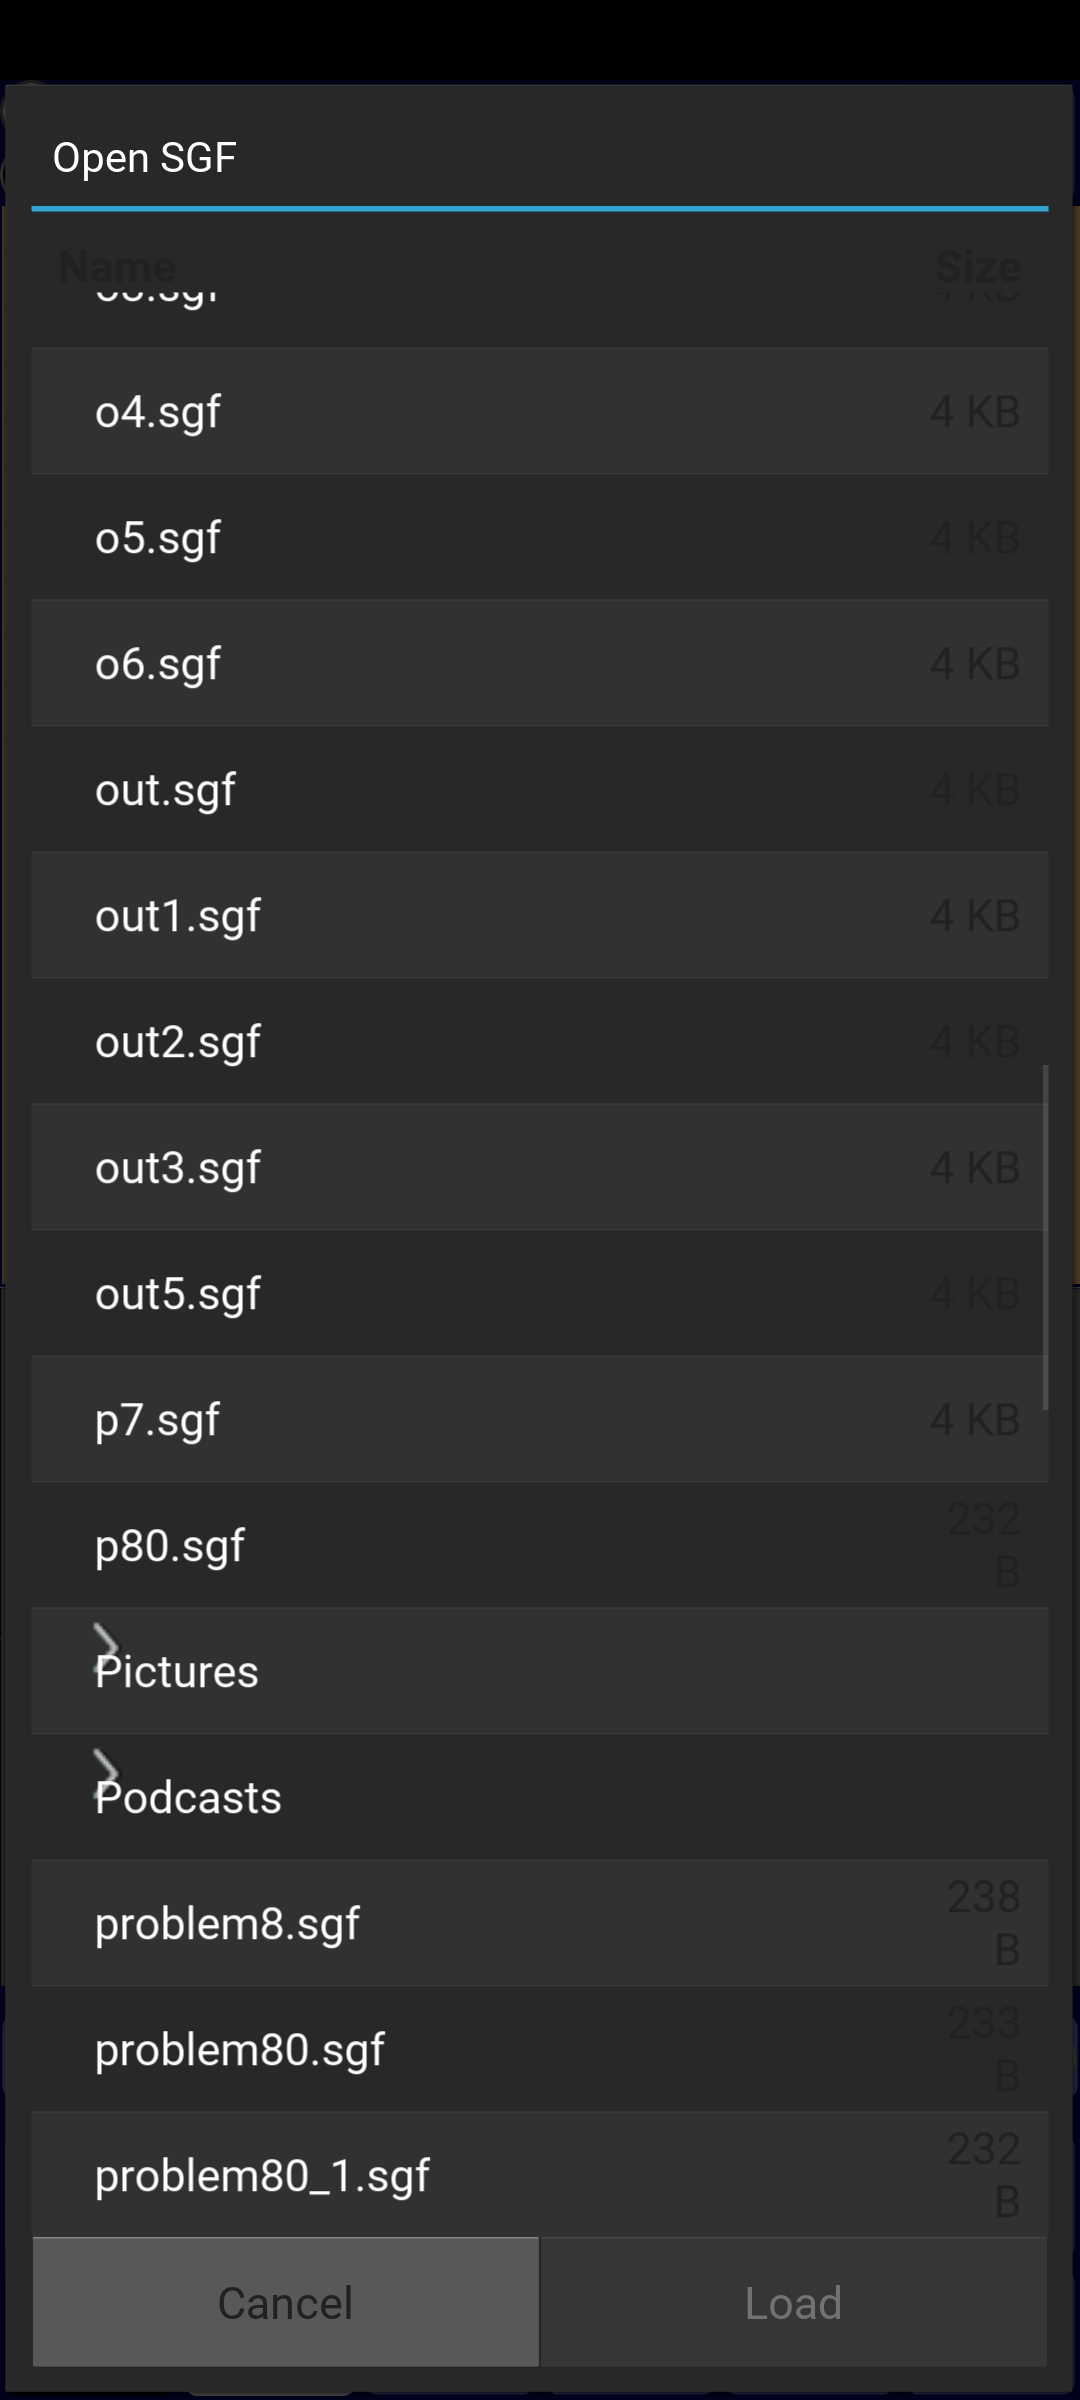 Open SGF
Name Size
4 KB
o4.sgf 4 KB
o5.sgf 4 KB
o6.sgf 4 KB
out.sgf 4 KB
out1.sgf 4 KB
out2.sgf 4 KB
out3.sgf 4 KB
out5.sgf 4 KB
p7.sgf 4 KB
p80.sgf 232 B
Pictures
Podcasts
problem8.sgf 238 B
problem80.sgf 233 B
problem80_1.sgf 232 B
Cancel Load